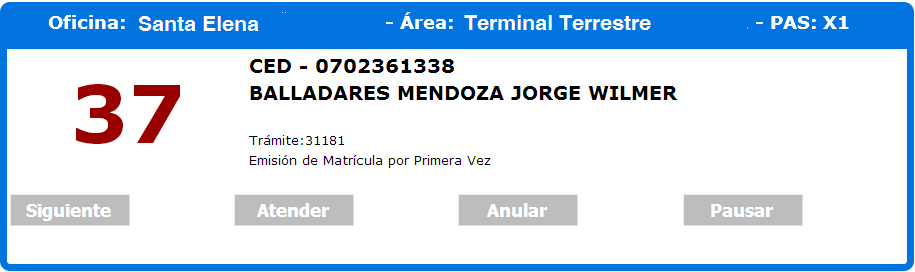 Oficina: Santa Elena - Área: Terminal Terrestre - PAS: X1
37
CED - 0702361338
BALLADARES MENDOZA JORGE WILMER
Trámite:31181
Emisión de Matrícula por Primera Vez
Siguiente Atender Anular Pausar